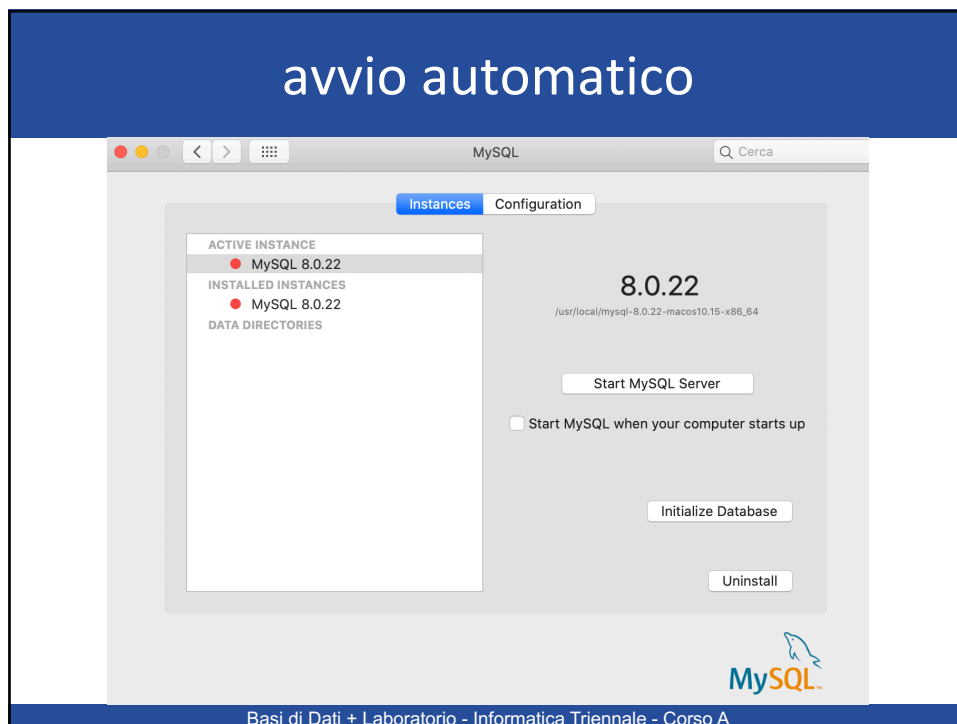 avvio automatico
MySQL
Cerca
Instances
Configuration
ACTIVE INSTANCE
MySQL 8.0.22
INSTALLED INSTANCES
MySQL 8.0.22
DATA DIRECTORIES
8.0.22
/usr/local/mysql-8.0.22-macos10.15-x86_64
Start MySQL Server
Start MySQL when your computer starts up
Initialize Database
Uninstall
MySQL™
Basi di Dati + Laboratorio - Informatica Triennale - Corso A